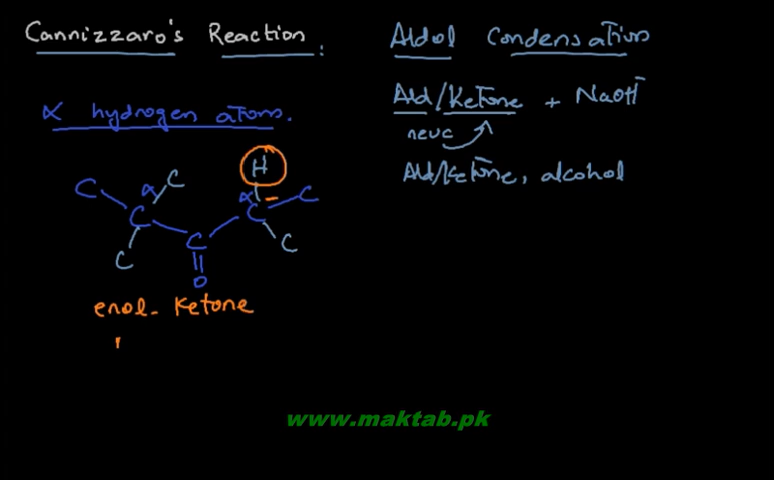 Cannizzaro's Reaction :
α hydrogen atoms.
H
C α C α C
C C
C C C
O
enol - Ketone
Aldol Condensation
Ald/Ketone + NaOH
neuc
Ald/Ketone, alcohol
www.maktab.pk